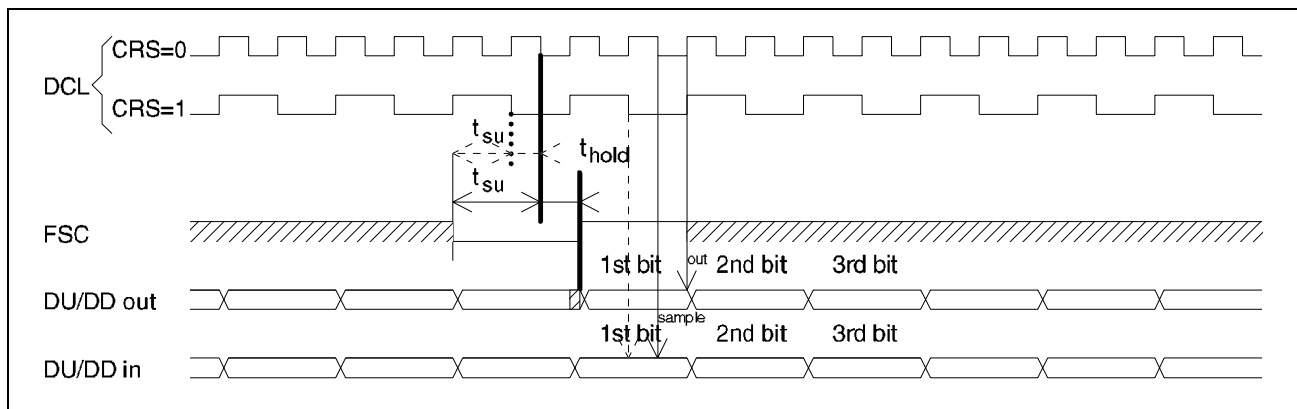 CRS=0
DCL
CRS=1
tsu
thold
tsu
FSC
1st bit out 2nd bit 3rd bit
DU/DD out
sample
1st bit 2nd bit 3rd bit
DU/DD in